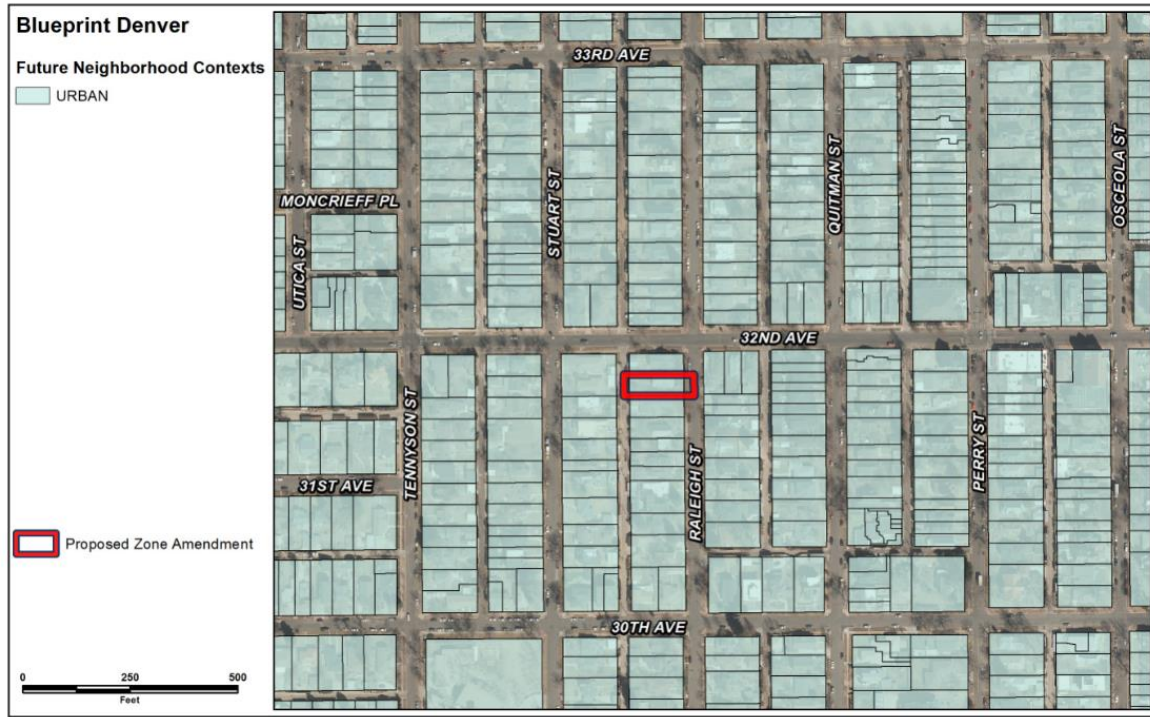 Blueprint Denver
Future Neighborhood Contexts
URBAN
Proposed Zone Amendment
0 250 500
Feet
33RD AVE
MONCRIEFF PL
UTICA ST
STUART ST
QUITMAN ST
OSCEOLA ST
32ND AVE
TENNYSON ST
31ST AVE
RALEIGH ST
PERRY ST
30TH AVE